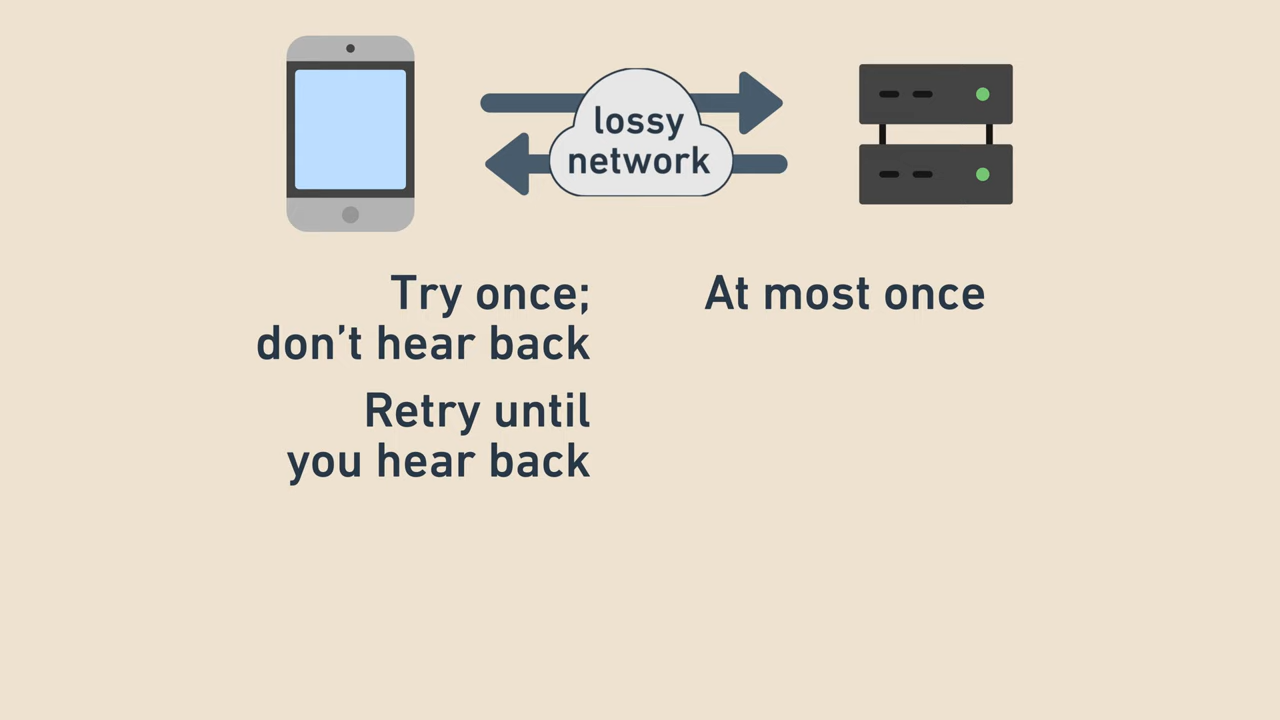 lossy
network
Try once;
don’t hear back
At most once
Retry until
you hear back